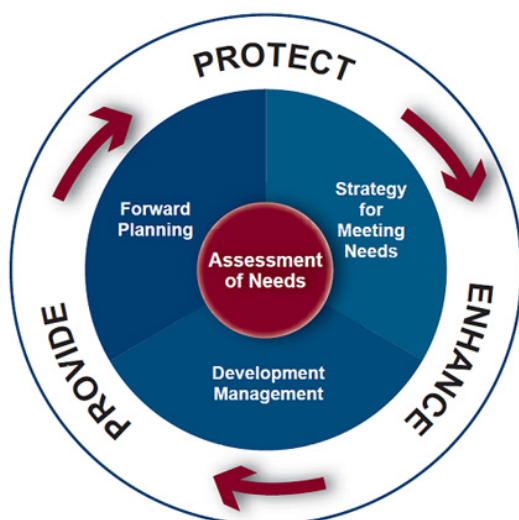 PROTECT
Forward
Planning
Strategy
for
Meeting
Needs
Assessment
of Needs
Development
Management
ENHANCE
PROVIDE